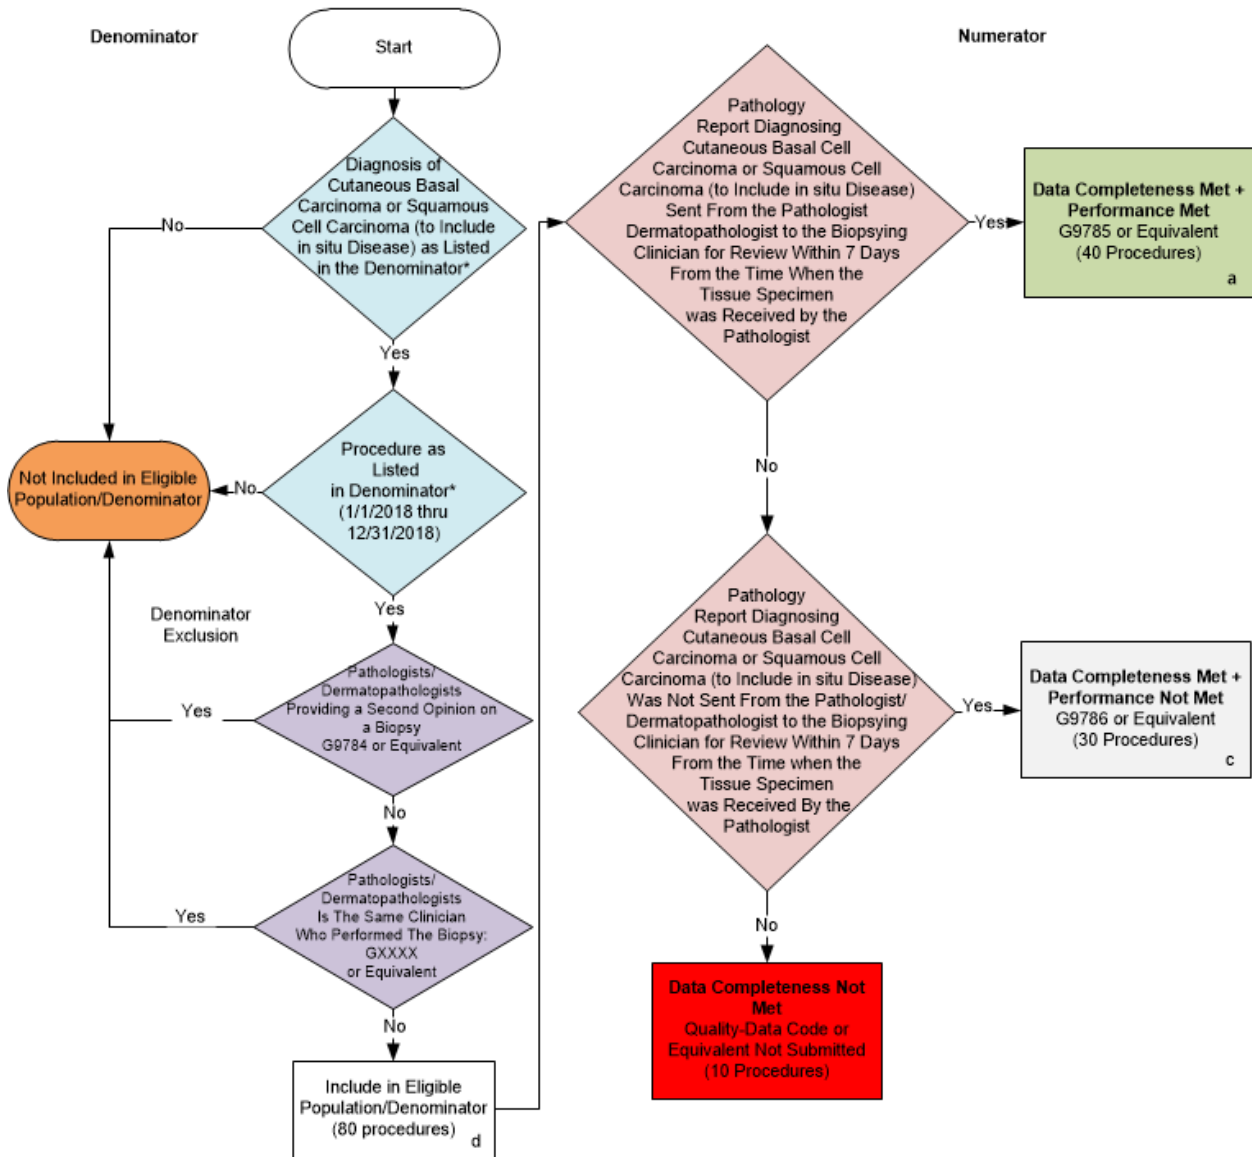 Denominator
Start
Numerator
Diagnosis of
Cutaneous Basal
Carcinoma or Squamous
Cell Carcinoma (to Include
in situ Disease) as Listed
in the Denominator*
No
Yes
Procedure as
Listed
in Denominator*
(1/1/2018 thru
12/31/2018)
No
Not Included in Eligible
Population/Denominator
Yes
Denominator
Exclusion
Pathologists/
Dermatopathologists
Providing a Second Opinion on
a Biopsy
G9784 or Equivalent
Yes
No
Pathologists/
Dermatopathologists
Is The Same Clinician
Who Performed The Biopsy:
GXXXX
or Equivalent
Yes
No
Include in Eligible
Population/Denominator
(80 procedures)
d
Pathology
Report Diagnosing
Cutaneous Basal Cell
Carcinoma or Squamous Cell
Carcinoma (to Include in situ Disease)
Sent From the Pathologist
Dermatopathologist to the Biopsying
Clinician for Review Within 7 Days
From the Time When the
Tissue Specimen
was Received by the
Pathologist
Yes
Data Completeness Met +
Performance Met
G9785 or Equivalent
(40 Procedures)
a
No
Pathology
Report Diagnosing
Cutaneous Basal Cell
Carcinoma or Squamous Cell
Carcinoma (to Include in situ Disease)
Was Not Sent From the Pathologist/
Dermatopathologist to the Biopsying
Clinician for Review Within 7 Days
From the Time when the
Tissue Specimen
was Received By the
Pathologist
Yes
Data Completeness Met +
Performance Not Met
G9786 or Equivalent
(30 Procedures)
c
No
Data Completeness Not
Met
Quality-Data Code or
Equivalent Not Submitted
(10 Procedures)